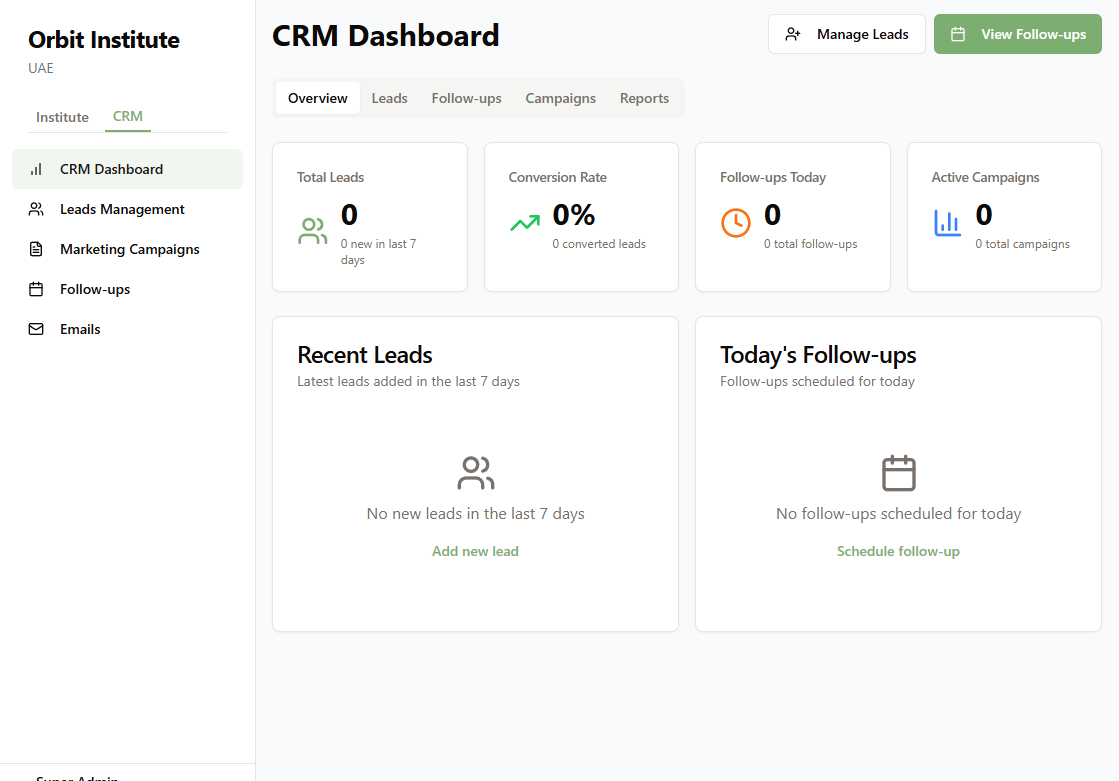 Orbit Institute
UAE
Institute
CRM
CRM Dashboard
Leads Management
Marketing Campaigns
Follow-ups
Emails
Super Admin
CRM Dashboard
Manage Leads
View Follow-ups
Overview
Leads
Follow-ups
Campaigns
Reports
Total Leads
0
0 new in last 7
days
Conversion Rate
0%
0 converted leads
Follow-ups Today
0
0 total follow-ups
Active Campaigns
0
0 total campaigns
Recent Leads
Latest leads added in the last 7 days
No new leads in the last 7 days
Add new lead
Today's Follow-ups
Follow-ups scheduled for today
No follow-ups scheduled for today
Schedule follow-up